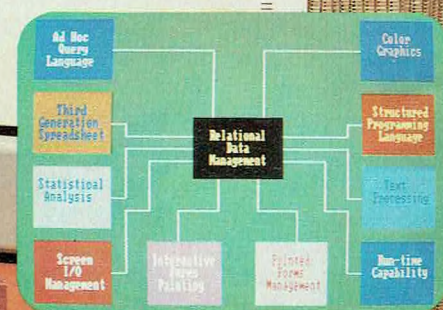 Ad Hoc
Query
Language
Color
Graphics
Third
Generation
Spreadsheet
Relational
Data
Management
Structured
Programming
Language
Statistical
Analysis
Text
Processing
Screen
I/O
Management
Interactive
Forms
Painting
Printed
Forms
Management
Run-time
Capability